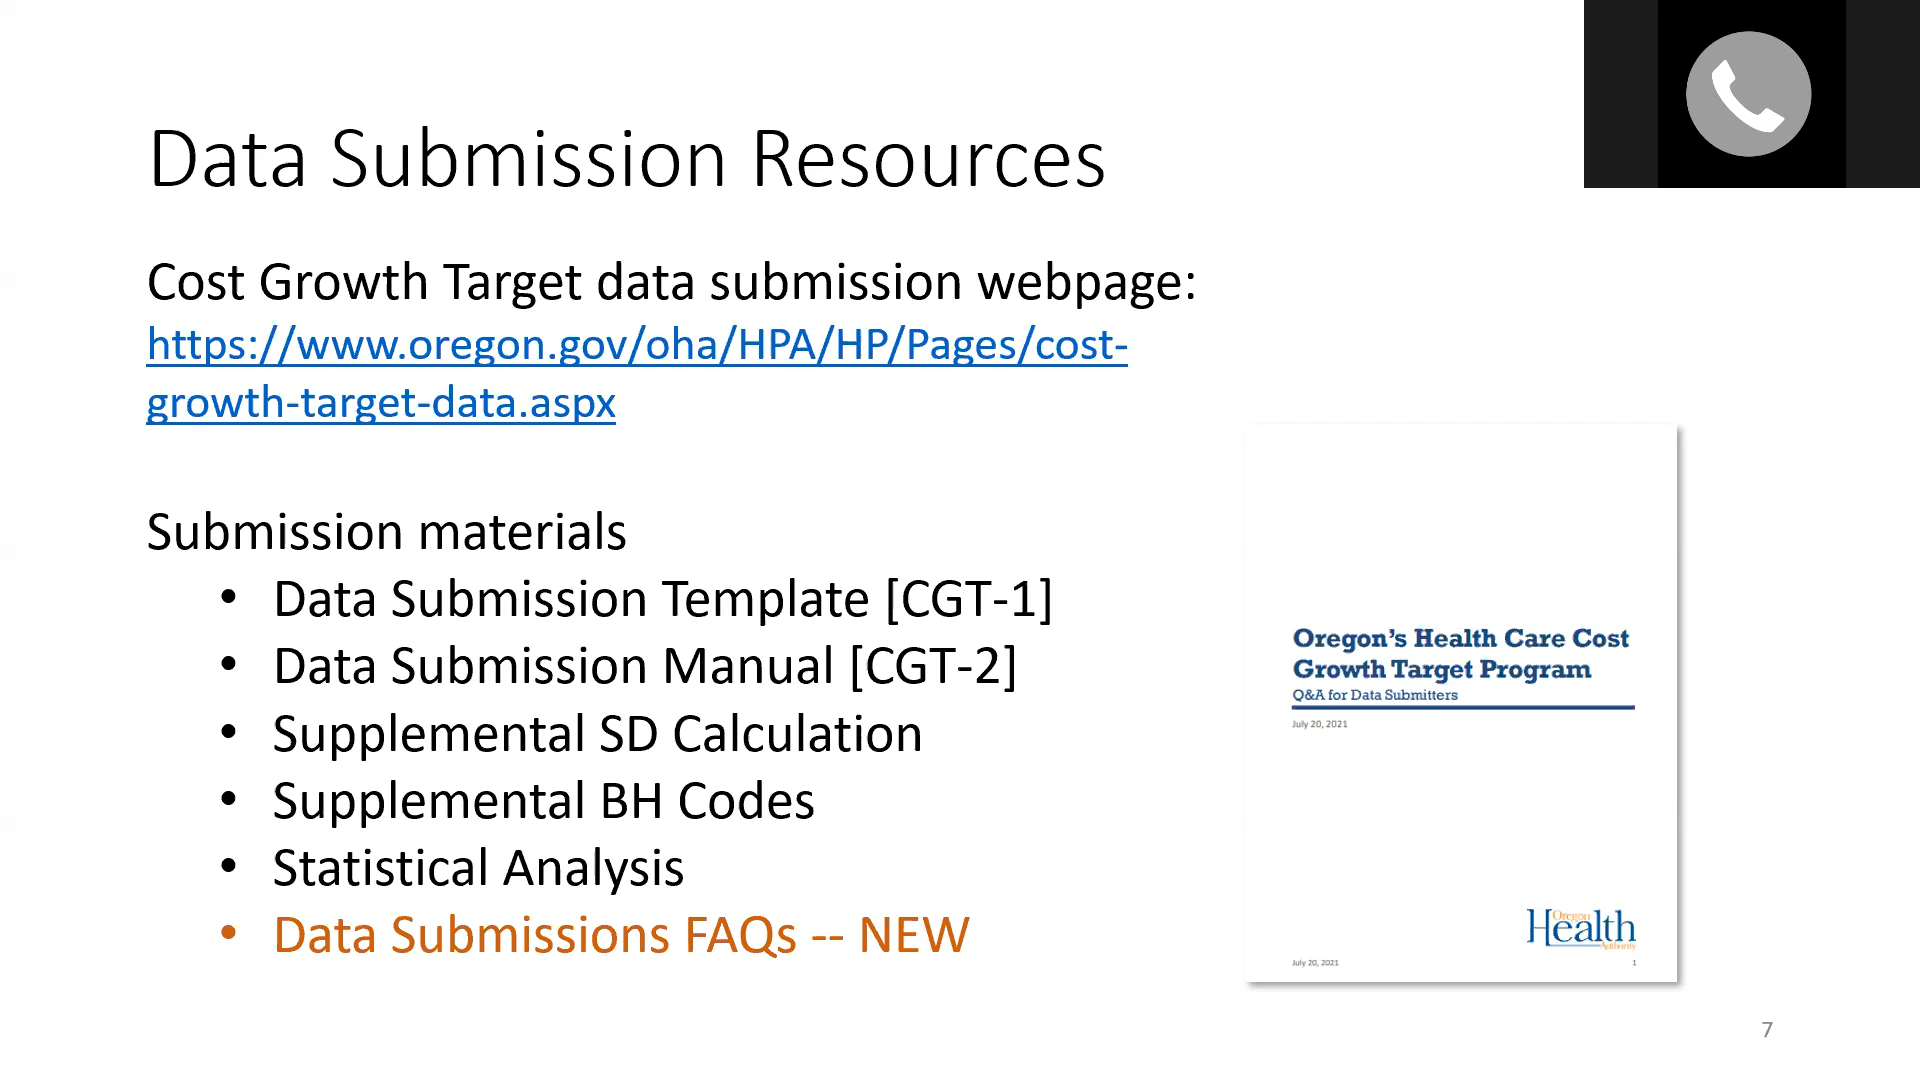 Data Submission Resources
Cost Growth Target data submission webpage:
https://www.oregon.gov/oha/HPA/HP/Pages/cost-
growth-target-data.aspx
Submission materials
• Data Submission Template [CGT-1]
• Data Submission Manual [CGT-2]
• Supplemental SD Calculation
• Supplemental BH Codes
• Statistical Analysis
• Data Submissions FAQs -- NEW
Oregon's Health Care Cost
Growth Target Program
Q&A for Data Submitters
July 20, 2021
Oregon
Health
Authority
July 20, 2021
1
7